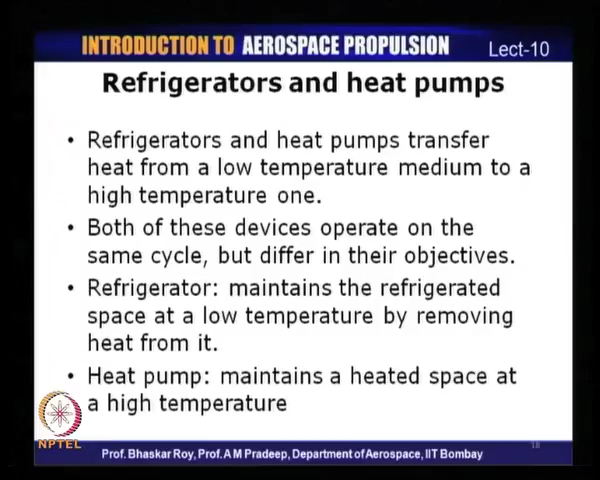 INTRODUCTION TO AEROSPACE PROPULSION Lect-10
Refrigerators and heat pumps
• Refrigerators and heat pumps transfer
heat from a low temperature medium to a
high temperature one.
• Both of these devices operate on the
same cycle, but differ in their objectives.
• Refrigerator: maintains the refrigerated
space at a low temperature by removing
heat from it.
• Heat pump: maintains a heated space at
a high temperature
NPTEL
18
Prof. Bhaskar Roy, Prof. A M Pradeep, Department of Aerospace, IIT Bombay